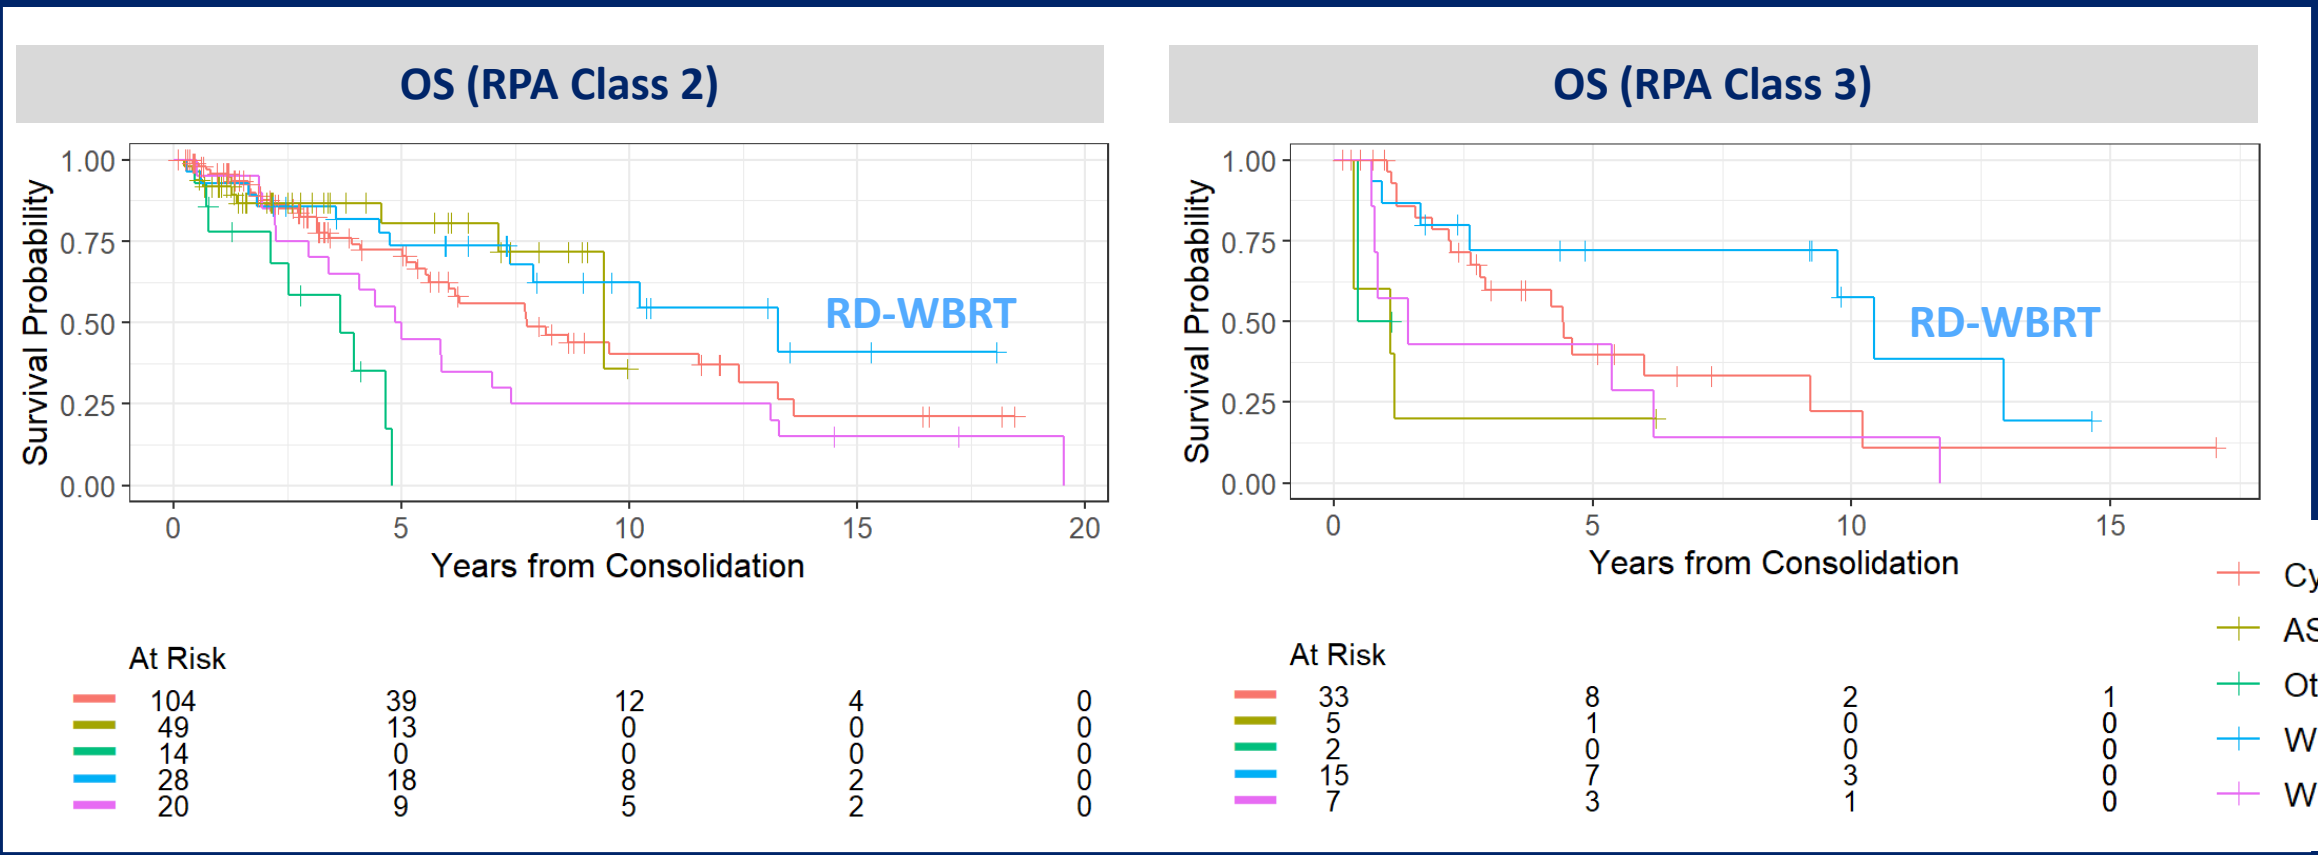 OS (RPA Class 2)
OS (RPA Class 3)
Survival Probability
1.00
0.75
0.50
0.25
0.00
RD-WBRT
0 5 10 15 20
Years from Consolidation
At Risk
104 39 12 4 0
49 13 0 0 0
14 0 0 0 0
28 18 8 2 0
20 9 5 2 0
Survival Probability
1.00
0.75
0.50
0.25
0.00
RD-WBRT
0 5 10 15
Years from Consolidation
At Risk
33 8 2 1
5 1 0 0
2 0 0 0
15 7 3 0
7 3 1 0
Cy
AS
Ot
W
W